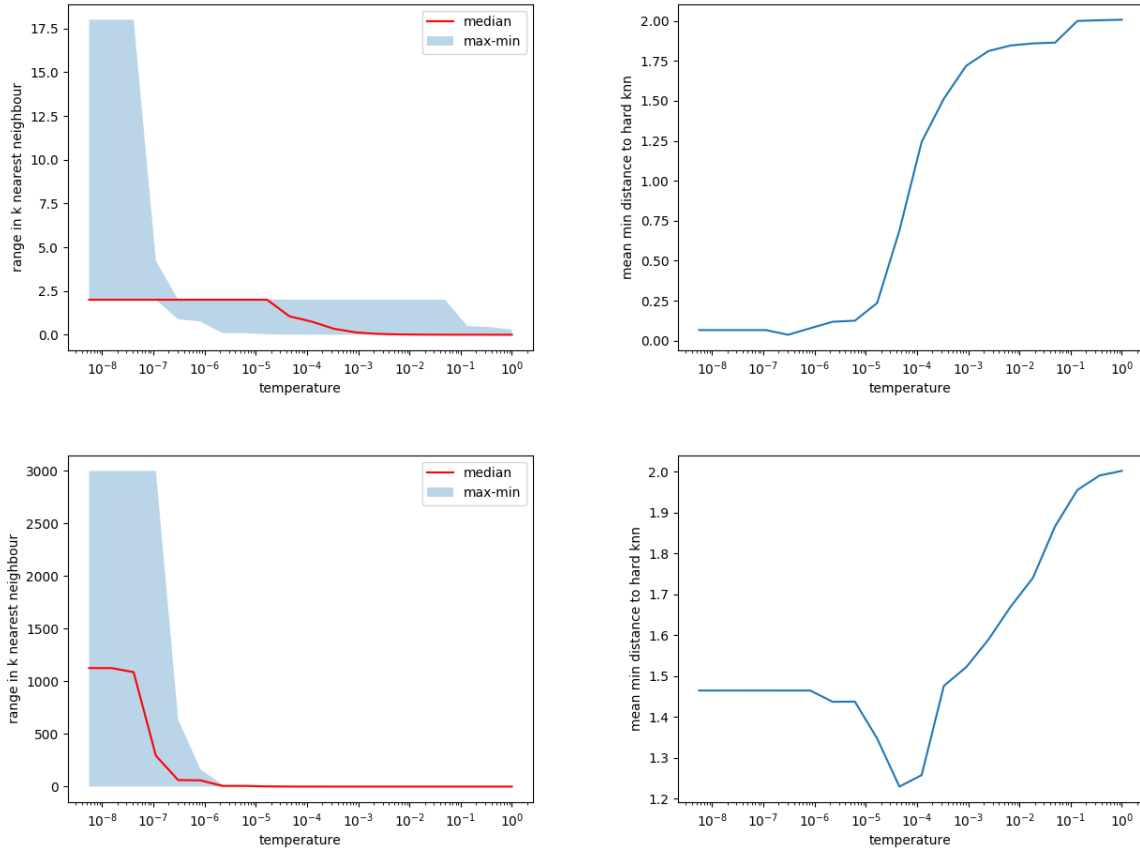 range in k nearest neighbour
17.5
15.0
12.5
10.0
7.5
5.0
2.5
0.0
median
max-min
10⁻⁸ 10⁻⁷ 10⁻⁶ 10⁻⁵ 10⁻⁴ 10⁻³ 10⁻² 10⁻¹ 10⁰
temperature
mean min distance to hard knn
2.00
1.75
1.50
1.25
1.00
0.75
0.50
0.25
0.00
10⁻⁸ 10⁻⁷ 10⁻⁶ 10⁻⁵ 10⁻⁴ 10⁻³ 10⁻² 10⁻¹ 10⁰
temperature
range in k nearest neighbour
3000
2500
2000
1500
1000
500
0
median
max-min
10⁻⁸ 10⁻⁷ 10⁻⁶ 10⁻⁵ 10⁻⁴ 10⁻³ 10⁻² 10⁻¹ 10⁰
temperature
mean min distance to hard knn
2.0
1.9
1.8
1.7
1.6
1.5
1.4
1.3
1.2
10⁻⁸ 10⁻⁷ 10⁻⁶ 10⁻⁵ 10⁻⁴ 10⁻³ 10⁻² 10⁻¹ 10⁰
temperature